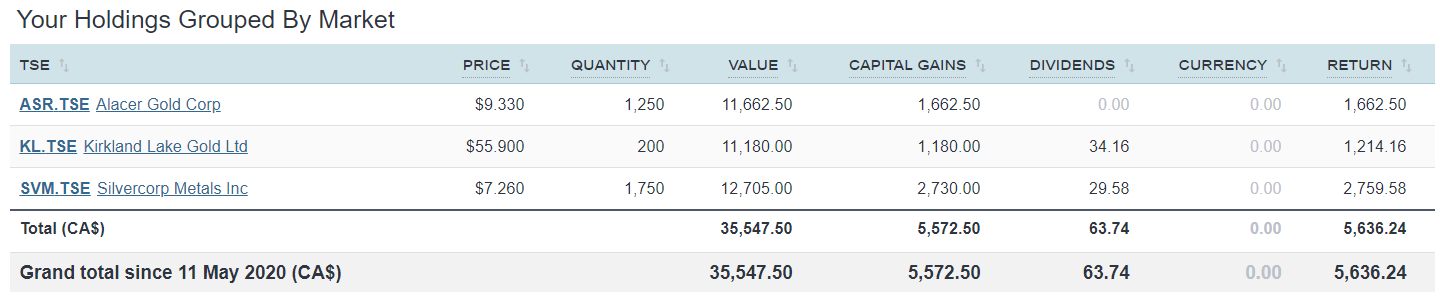 Your Holdings Grouped By Market
TSE PRICE QUANTITY VALUE CAPITAL GAINS DIVIDENDS CURRENCY RETURN
ASR.TSE Alacer Gold Corp $9.330 1,250 11,662.50 1,662.50 0.00 0.00 1,662.50
KL.TSE Kirkland Lake Gold Ltd $55.900 200 11,180.00 1,180.00 34.16 0.00 1,214.16
SVM.TSE Silvercorp Metals Inc $7.260 1,750 12,705.00 2,730.00 29.58 0.00 2,759.58
Total (CA$) 35,547.50 5,572.50 63.74 0.00 5,636.24
Grand total since 11 May 2020 (CA$) 35,547.50 5,572.50 63.74 0.00 5,636.24